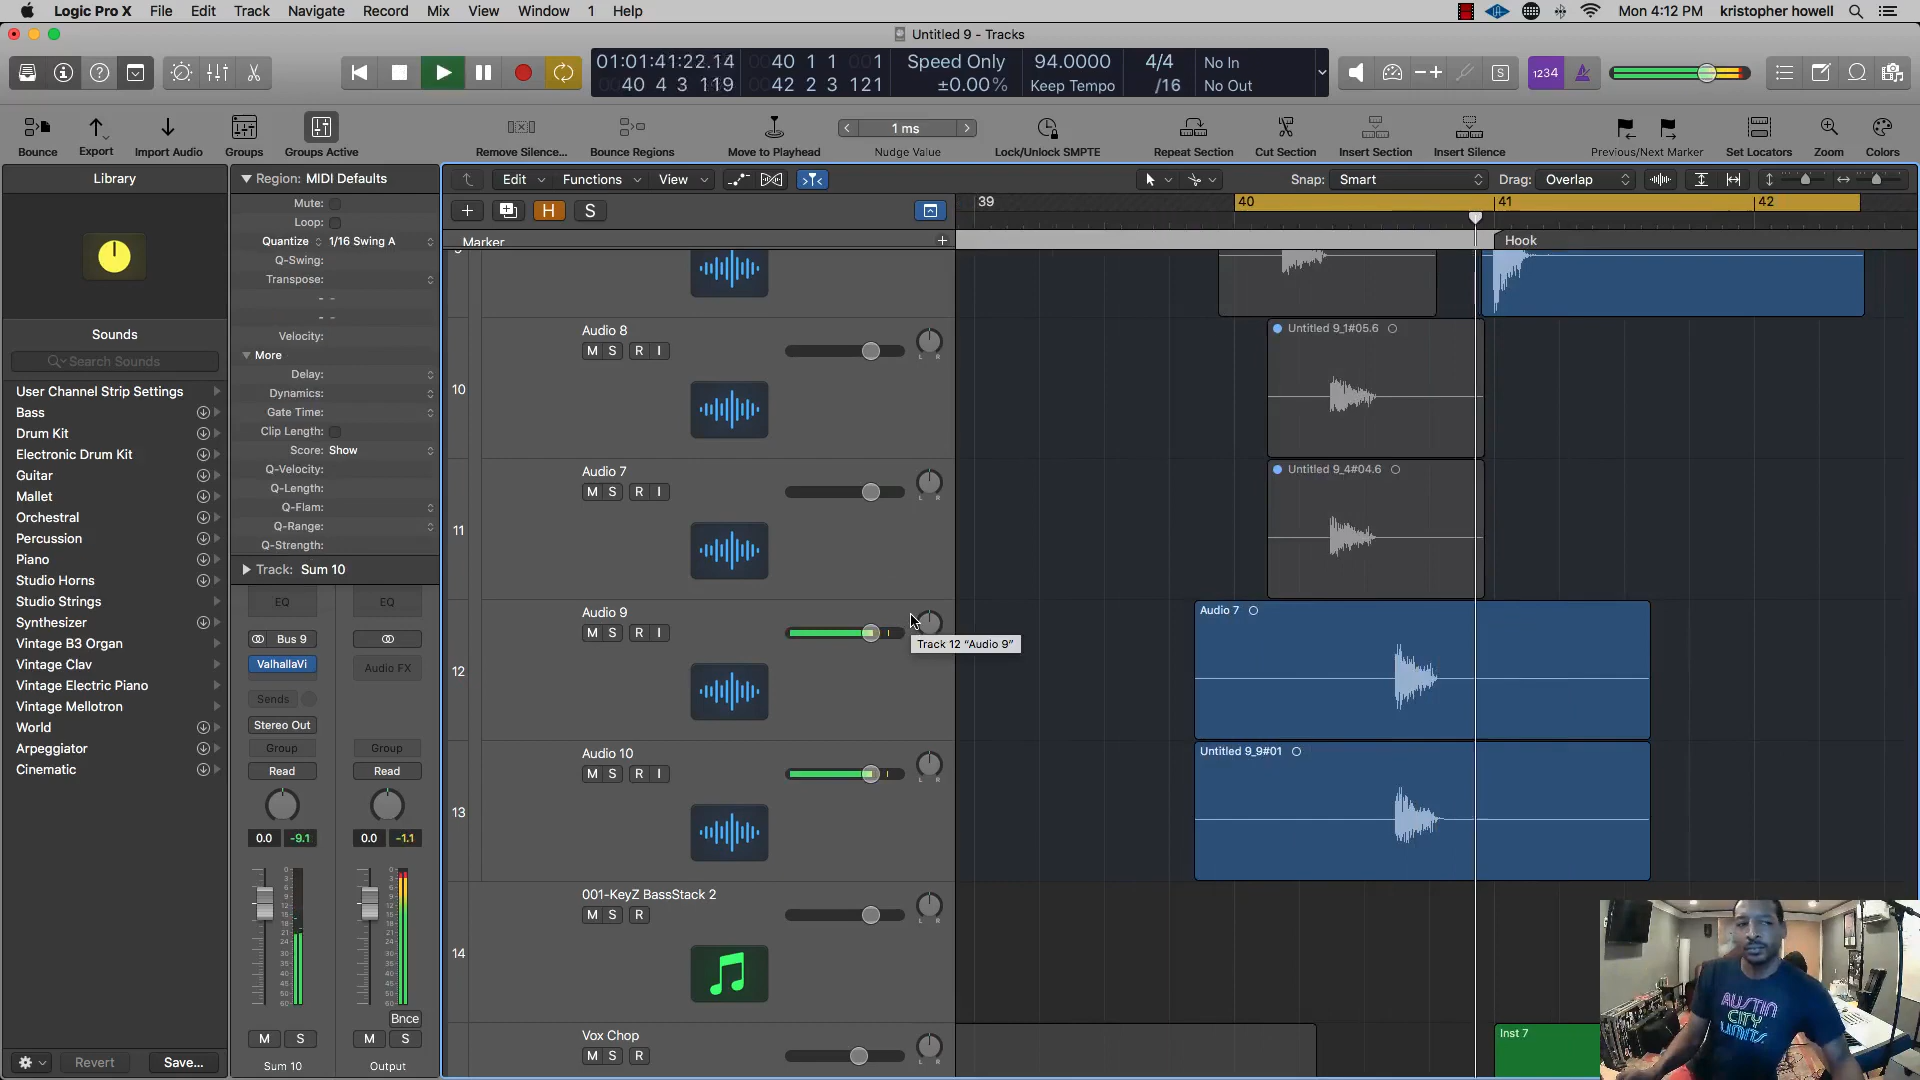 Logic Pro X File Edit Track Navigate Record Mix View Window 1 Help
Mon 4:12 PM kristopher howell
Untitled 9 - Tracks
01:01:41:22.14 40 1 1 001 Speed Only 94.0000 4/4 No In
40 4 3 119 42 2 3 121 ±0.00% Keep Tempo /16 No Out
S 1234
Bounce Export Import Audio Groups Groups Active
Remove Silence... Bounce Regions Move to Playhead
1 ms
Nudge Value
Lock/Unlock SMPTE Repeat Section Cut Section Insert Section Insert Silence
Previous/Next Marker Set Locators Zoom Colors
Library
Region: MIDI Defaults
Edit Functions View
Snap: Smart
Drag: Overlap
Mute:
Loop:
Quantize 1/16 Swing A
Q-Swing:
Transpose:
Velocity:
More
Delay:
Dynamics:
Gate Time:
Clip Length:
Score: Show
Q-Velocity:
Q-Length:
Q-Flam:
Q-Range:
Q-Strength:
Track: Sum 10
Sounds
Search Sounds
User Channel Strip Settings
Bass
Drum Kit
Electronic Drum Kit
Guitar
Mallet
Orchestral
Percussion
Piano
Studio Horns
Studio Strings
Synthesizer
Vintage B3 Organ
Vintage Clav
Vintage Electric Piano
Vintage Mellotron
World
Arpeggiator
Cinematic
Revert Save...
EQ EQ
Bus 9
ValhallaVi Audio FX
Sends
Stereo Out
Group Group
Read Read
0.0 -9.1 0.0 -1.1
Bnce
M S M S
Sum 10 Output
H S
39 40 41 42
Marker
Hook
Audio 8
M S R I
10
Untitled 9_1#05.6
Audio 7
M S R I
11
Untitled 9_4#04.6
Audio 9
M S R I
12
Track 12 "Audio 9"
Audio 7
Audio 10
M S R I
13
Untitled 9_9#01
001-KeyZ BassStack 2
M S R
14
Vox Chop
M S R
Inst 7
AUSTIN
CITY
LIMITS